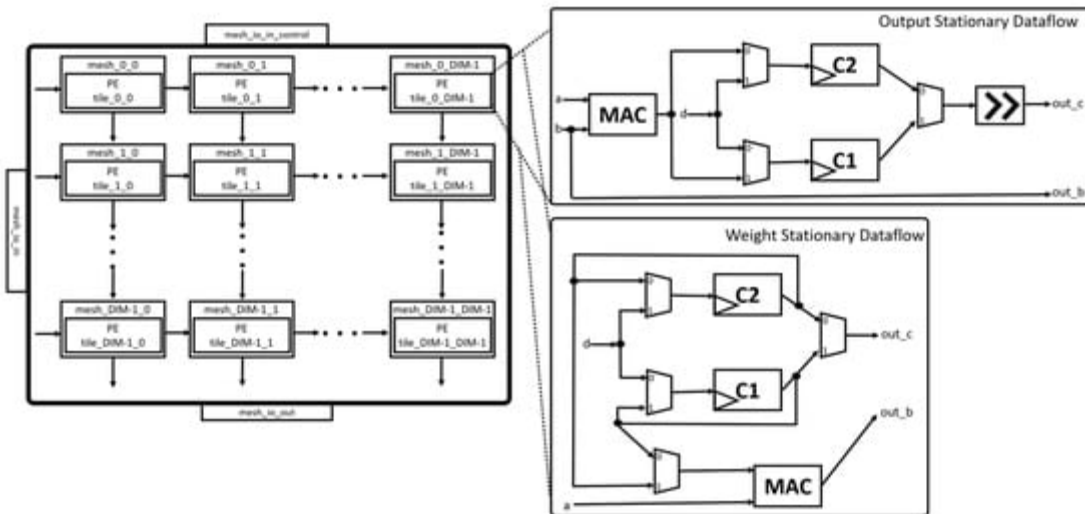 mesh_io_in_control
mesh_0_0
PE
tile_0_0
mesh_0_1
PE
tile_0_1
mesh_0_DIM-1
PE
tile_0_DIM-1
mesh_1_0
PE
tile_1_0
mesh_1_1
PE
tile_1_1
mesh_1_DIM-1
PE
tile_1_DIM-1
mesh_DIM-1_0
PE
tile_DIM-1_0
mesh_DIM-1_1
PE
tile_DIM-1_1
mesh_DIM-1_DIM-1
PE
tile_DIM-1_DIM-1
mesh_io_out
Output Stationary Dataflow
a
b
MAC
d
C2
C1
out_c
out_b
Weight Stationary Dataflow
C2
d
C1
out_c
out_b
MAC
a